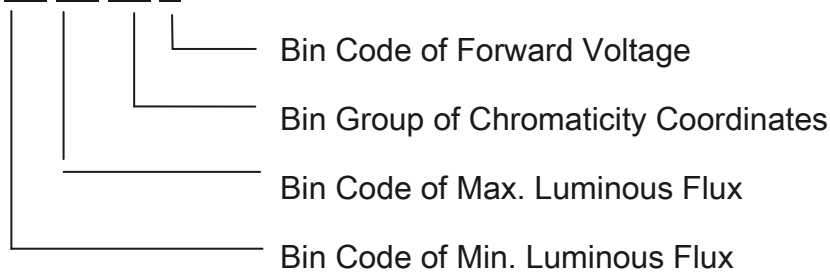 Bin Code of Forward Voltage
Bin Group of Chromaticity Coordinates
Bin Code of Max. Luminous Flux
Bin Code of Min. Luminous Flux